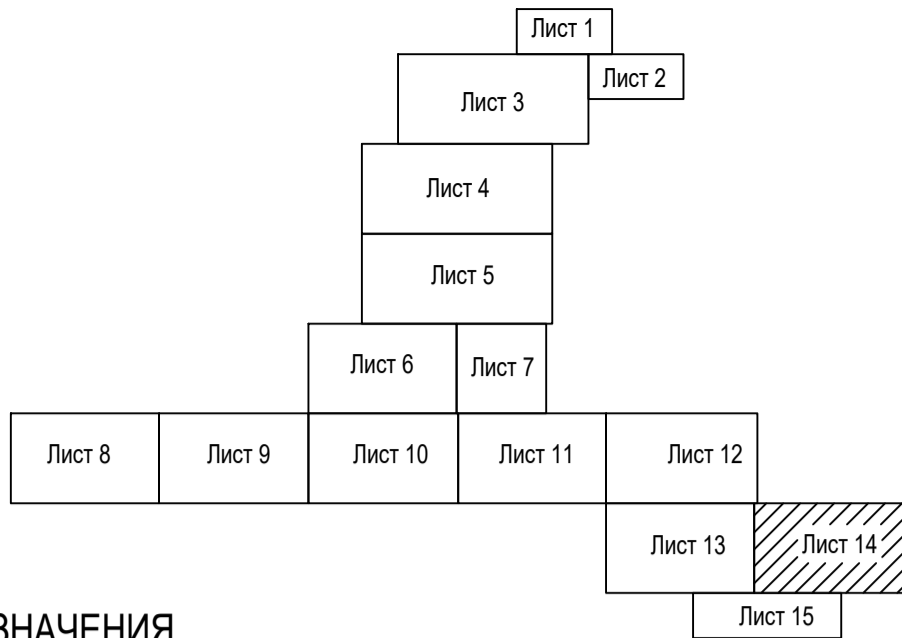 Лист 1
Лист 2
Лист 3
Лист 4
Лист 5
Лист 6
Лист 7
Лист 8
Лист 9
Лист 10
Лист 11
Лист 12
Лист 13
Лист 14
Лист 15
ЗНАЧЕНИЯ